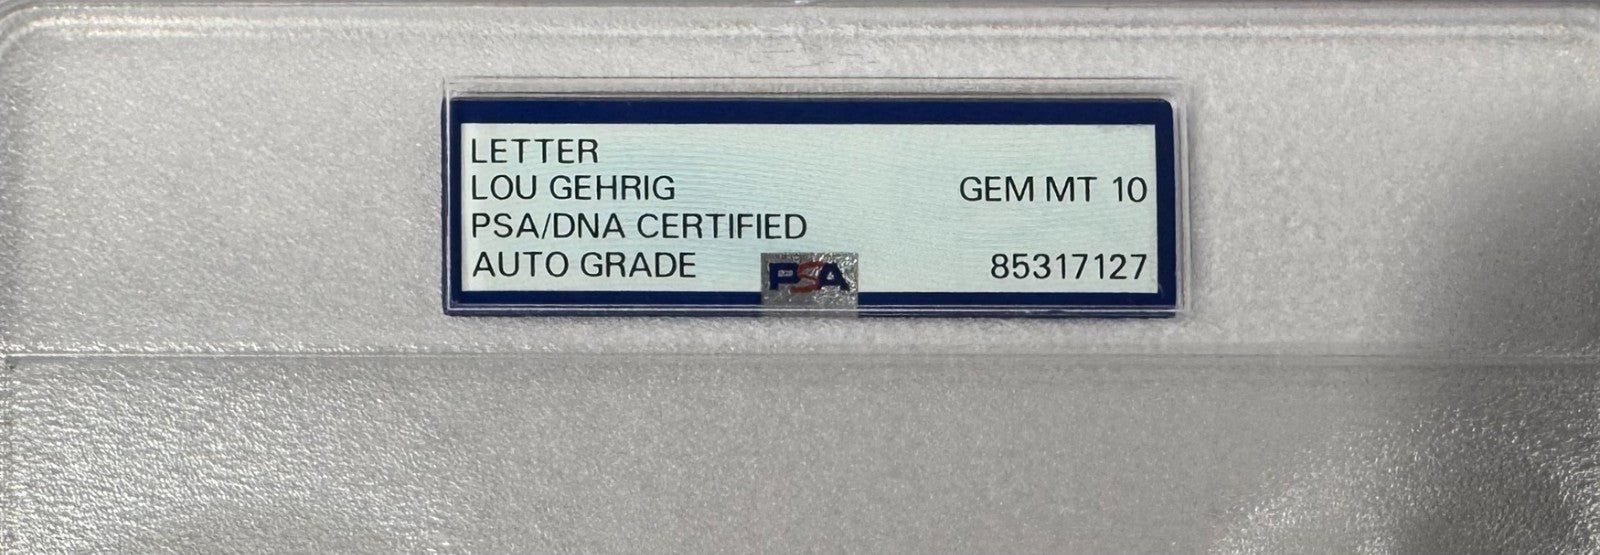 LETTER
LOU GEHRIG GEM MT 10
PSA/DNA CERTIFIED
AUTO GRADE PSA 85317127